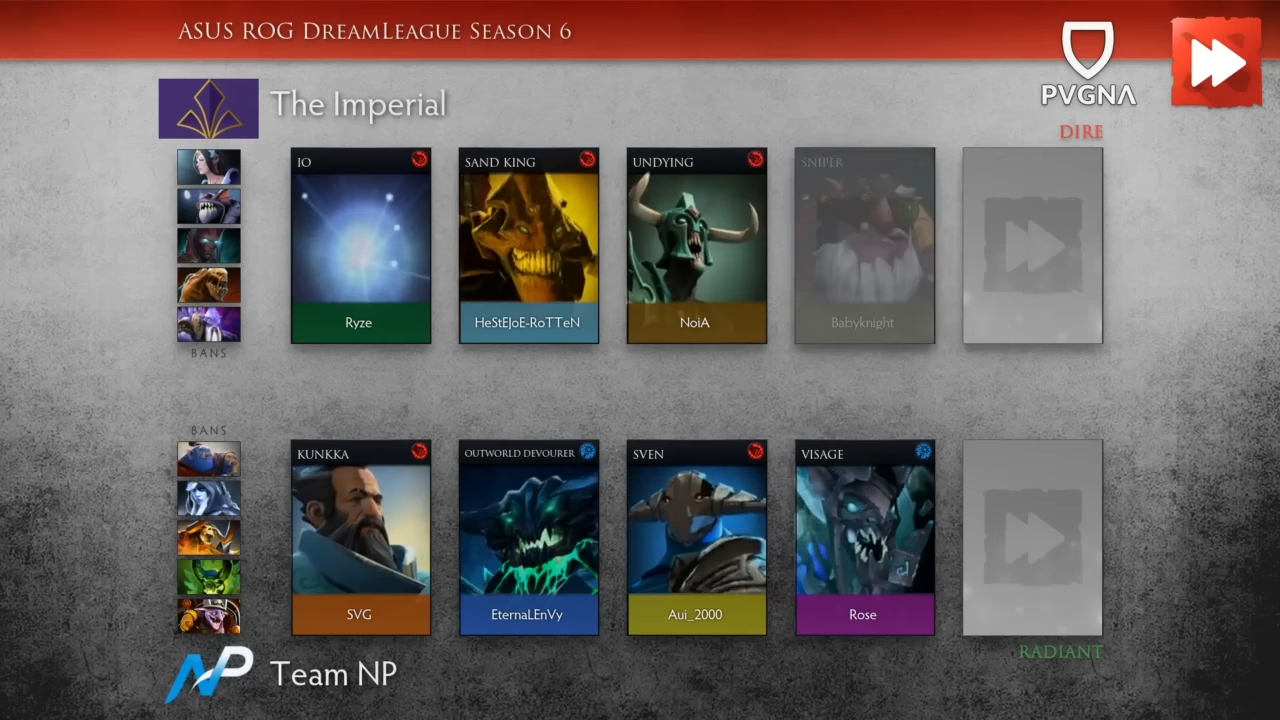 ASUS ROG DreamLeague Season 6
PVGNA
The Imperial
DIRE
IO
SAND KING
UNDYING
SNIPER
Ryze
HeStEJoE-RoTTeN
NoiA
Babyknight
BANS
BANS
KUNKKA
OUTWORLD DEVOURER
SVEN
VISAGE
SVG
EternaLEnVy
Aui_2000
Rose
RADIANT
NP
Team NP